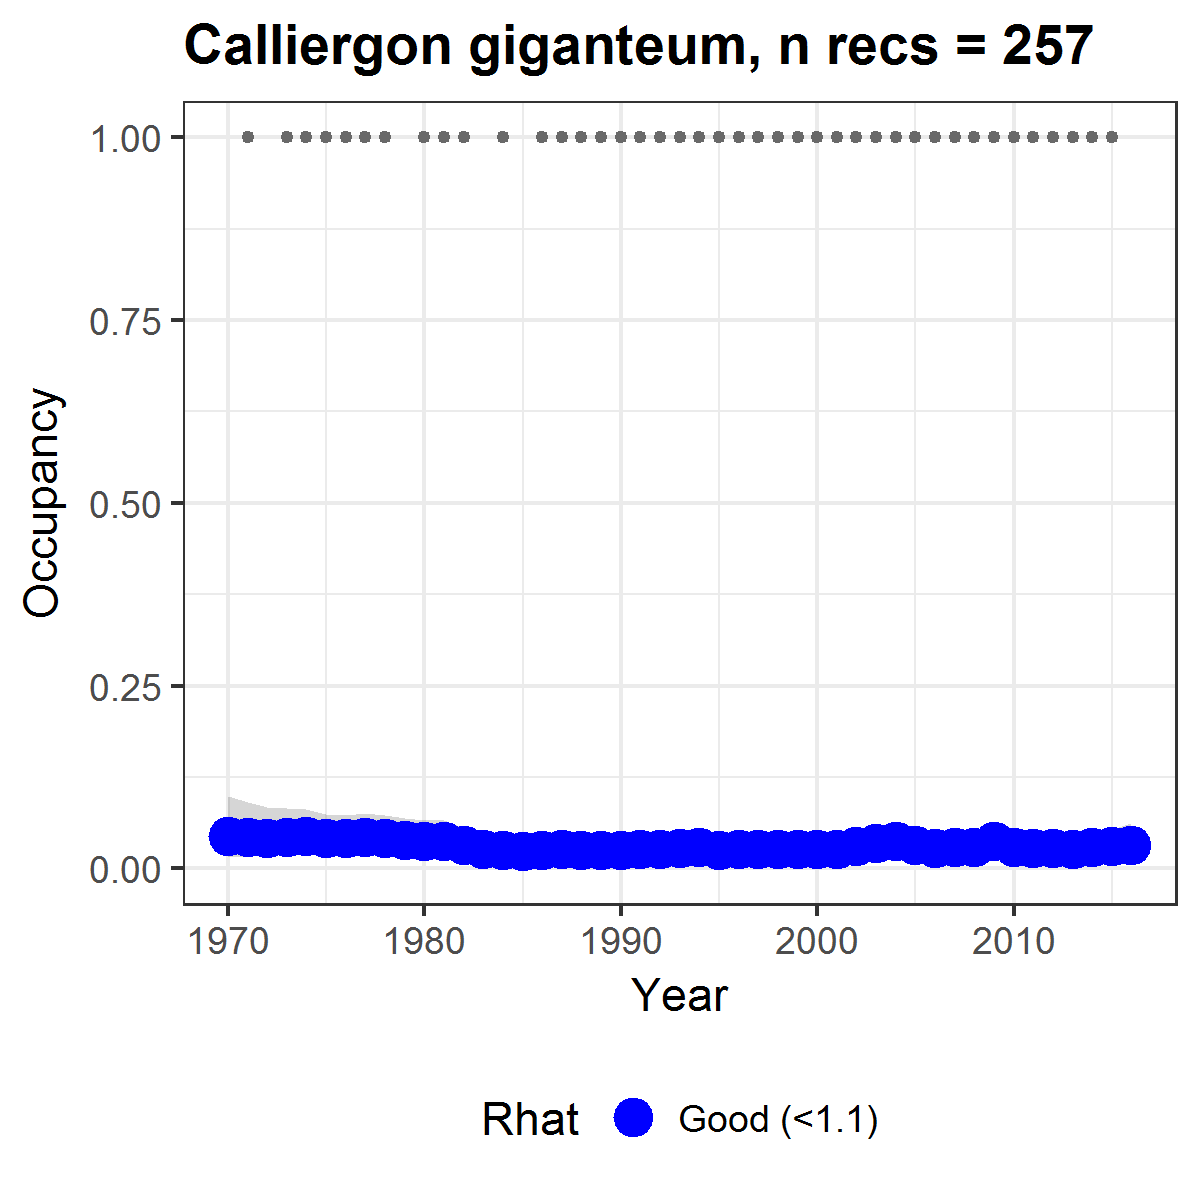 Calliergon giganteum, n recs = 257
1.00
0.75
0.50
0.25
0.00
Occupancy
1970 1980 1990 2000 2010
Year
Rhat Good (<1.1)